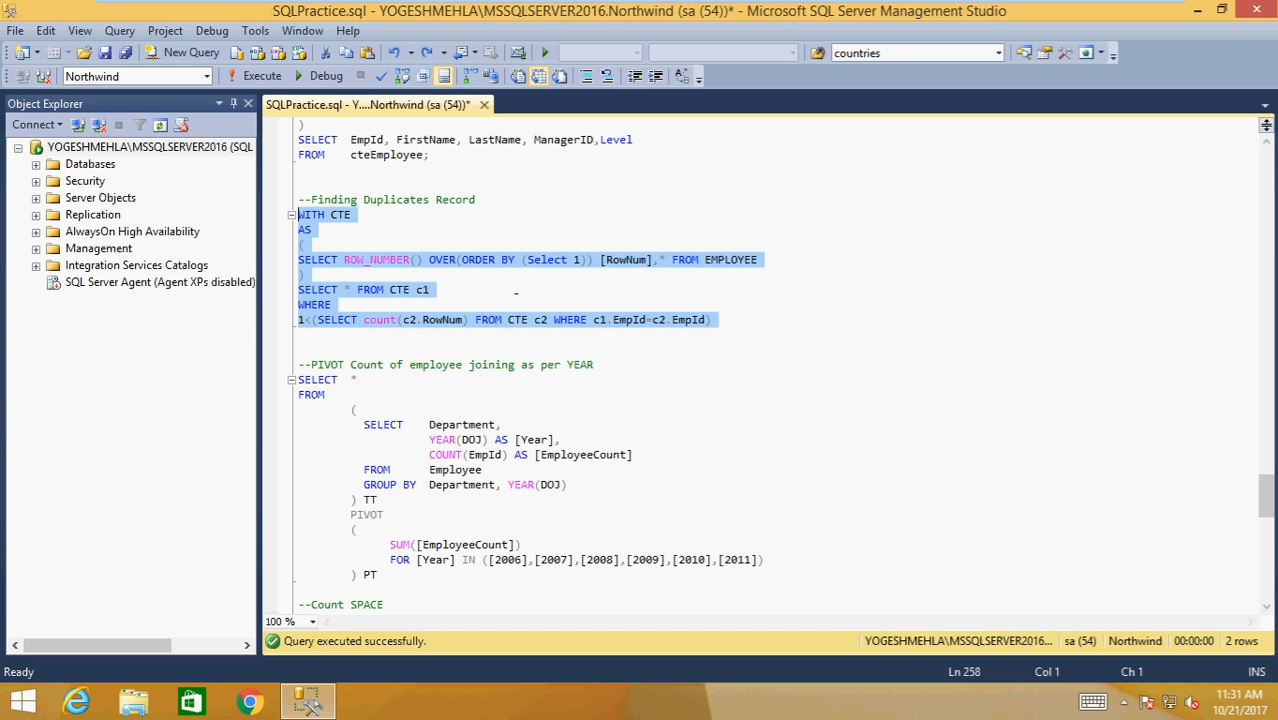 SQLPractice.sql - YOGESHMEHLA\MSSQLSERVER2016.Northwind (sa (54))* - Microsoft SQL Server Management Studio
File Edit View Query Project Debug Tools Window Help
New Query countries
Northwind Execute Debug
Object Explorer
SQLPractice.sql - Y....Northwind (sa (54))*
Connect
YOGESHMEHLA\MSSQLSERVER2016 (SQL
Databases
Security
Server Objects
Replication
AlwaysOn High Availability
Management
Integration Services Catalogs
SQL Server Agent (Agent XPs disabled)
)
SELECT EmpId, FirstName, LastName, ManagerID,Level
FROM cteEmployee;
--Finding Duplicates Record
WITH CTE
AS
(
SELECT ROW_NUMBER() OVER(ORDER BY (Select 1)) [RowNum],* FROM EMPLOYEE
)
SELECT * FROM CTE c1
WHERE
1<(SELECT count(c2.RowNum) FROM CTE c2 WHERE c1.EmpId=c2.EmpId)
--PIVOT Count of employee joining as per YEAR
SELECT *
FROM
(
SELECT Department,
YEAR(DOJ) AS [Year],
COUNT(EmpId) AS [EmployeeCount]
FROM Employee
GROUP BY Department, YEAR(DOJ)
) TT
PIVOT
(
SUM([EmployeeCount])
FOR [Year] IN ([2006],[2007],[2008],[2009],[2010],[2011])
) PT
--Count SPACE
100 %
Query executed successfully. YOGESHMEHLA\MSSQLSERVER2016... sa (54) Northwind 00:00:00 2 rows
Ready Ln 258 Col 1 Ch 1 INS
11:31 AM
10/21/2017